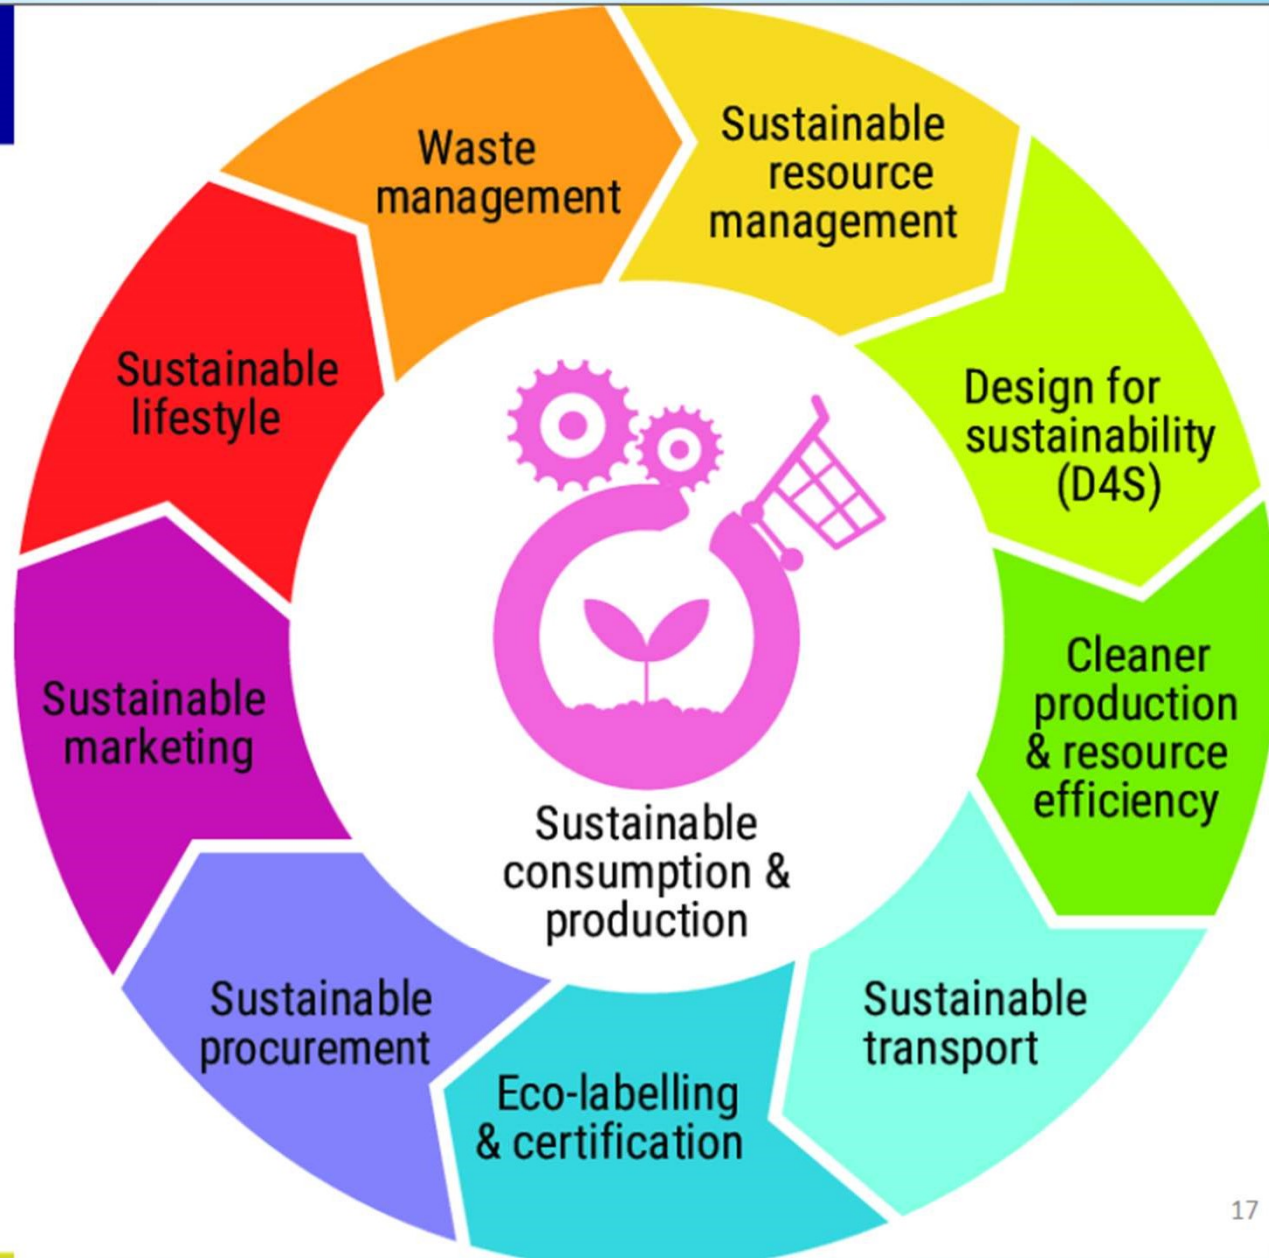 Waste
management
Sustainable
resource
management
Design for
sustainability
(D4S)
Cleaner
production
& resource
efficiency
Sustainable
transport
Eco-labelling
& certification
Sustainable
procurement
Sustainable
marketing
Sustainable
lifestyle
Sustainable
consumption &
production
17